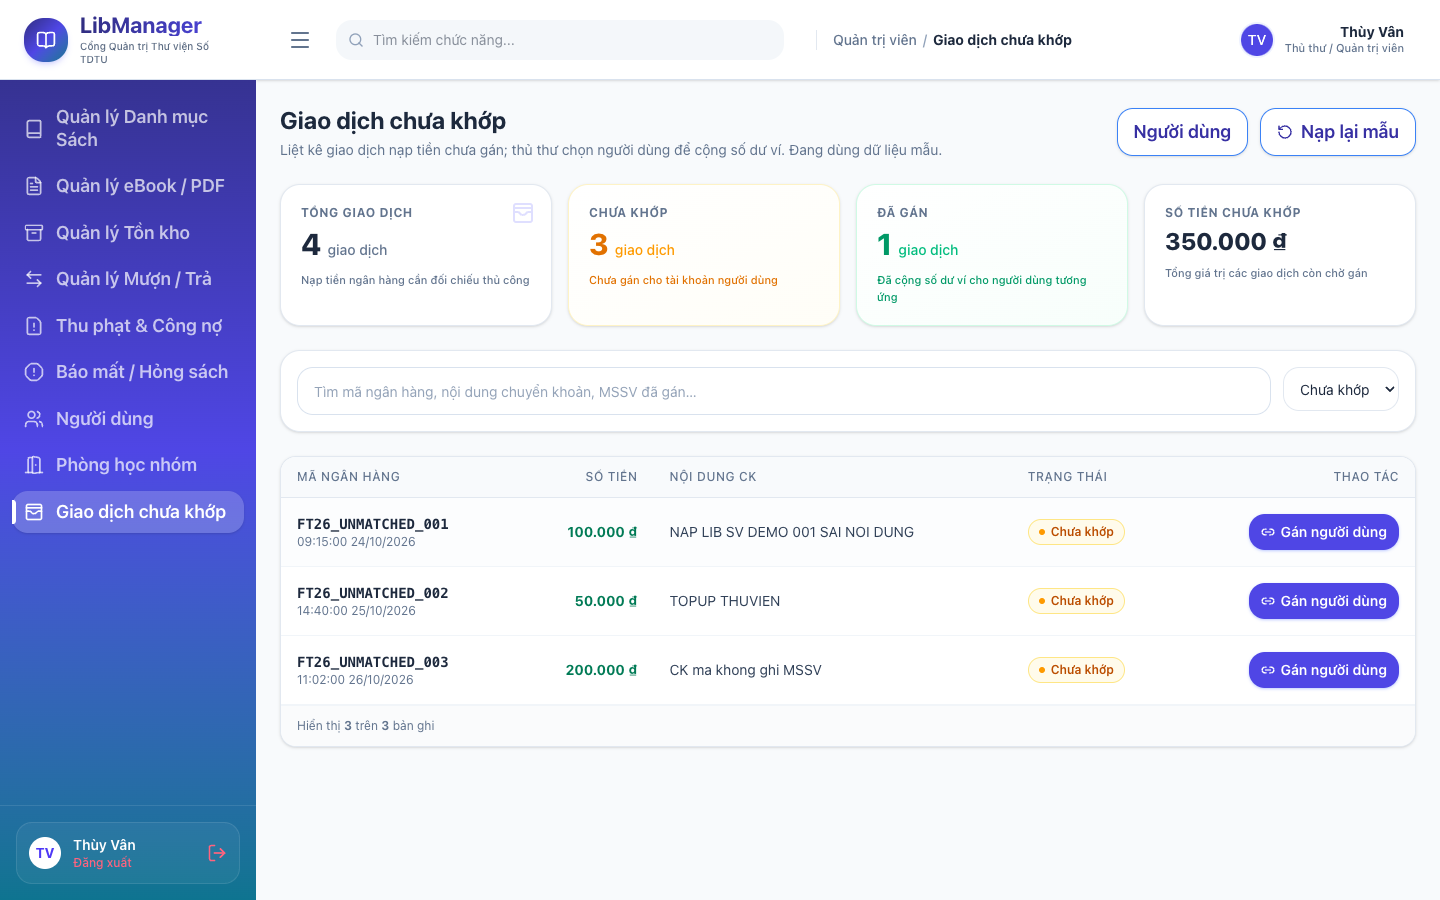 LibManager
Cổng Quản trị Thư viện Số
TDTU
Tìm kiếm chức năng...
Quản trị viên / Giao dịch chưa khớp
TV
Thùy Vân
Thủ thư / Quản trị viên
Quản lý Danh mục
Sách
Quản lý eBook / PDF
Quản lý Tồn kho
Quản lý Mượn / Trả
Thu phạt & Công nợ
Báo mất / Hỏng sách
Người dùng
Phòng học nhóm
Giao dịch chưa khớp
TV
Thùy Vân
Đăng xuất
Giao dịch chưa khớp
Liệt kê giao dịch nạp tiền chưa gán; thủ thư chọn người dùng để cộng số dư ví. Đang dùng dữ liệu mẫu.
Người dùng
Nạp lại mẫu
TỔNG GIAO DỊCH
4 giao dịch
Nạp tiền ngân hàng cần đối chiếu thủ công
CHƯA KHỚP
3 giao dịch
Chưa gán cho tài khoản người dùng
ĐÃ GÁN
1 giao dịch
Đã cộng số dư ví cho người dùng tương
ứng
SỐ TIỀN CHƯA KHỚP
350.000 ₫
Tổng giá trị các giao dịch còn chờ gán
Tìm mã ngân hàng, nội dung chuyển khoản, MSSV đã gán...
Chưa khớp
MÃ NGÂN HÀNG SỐ TIỀN NỘI DUNG CK TRẠNG THÁI THAO TÁC
FT26_UNMATCHED_001
09:15:00 24/10/2026
100.000 ₫
NAP LIB SV DEMO 001 SAI NOI DUNG
Chưa khớp
Gán người dùng
FT26_UNMATCHED_002
14:40:00 25/10/2026
50.000 ₫
TOPUP THUVIEN
Chưa khớp
Gán người dùng
FT26_UNMATCHED_003
11:02:00 26/10/2026
200.000 ₫
CK ma khong ghi MSSV
Chưa khớp
Gán người dùng
Hiển thị 3 trên 3 bản ghi